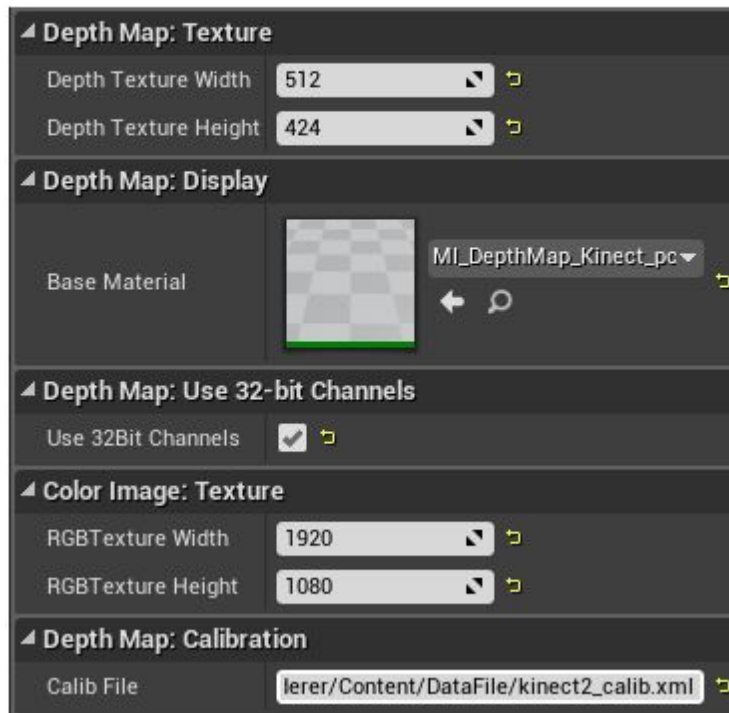 Depth Map: Texture
Depth Texture Width 512
Depth Texture Height 424
Depth Map: Display
Base Material MI_DepthMap_Kinect_pc
Depth Map: Use 32-bit Channels
Use 32Bit Channels
Color Image: Texture
RGBTexture Width 1920
RGBTexture Height 1080
Depth Map: Calibration
Calib File lerer/Content/DataFile/kinect2_calib.xml